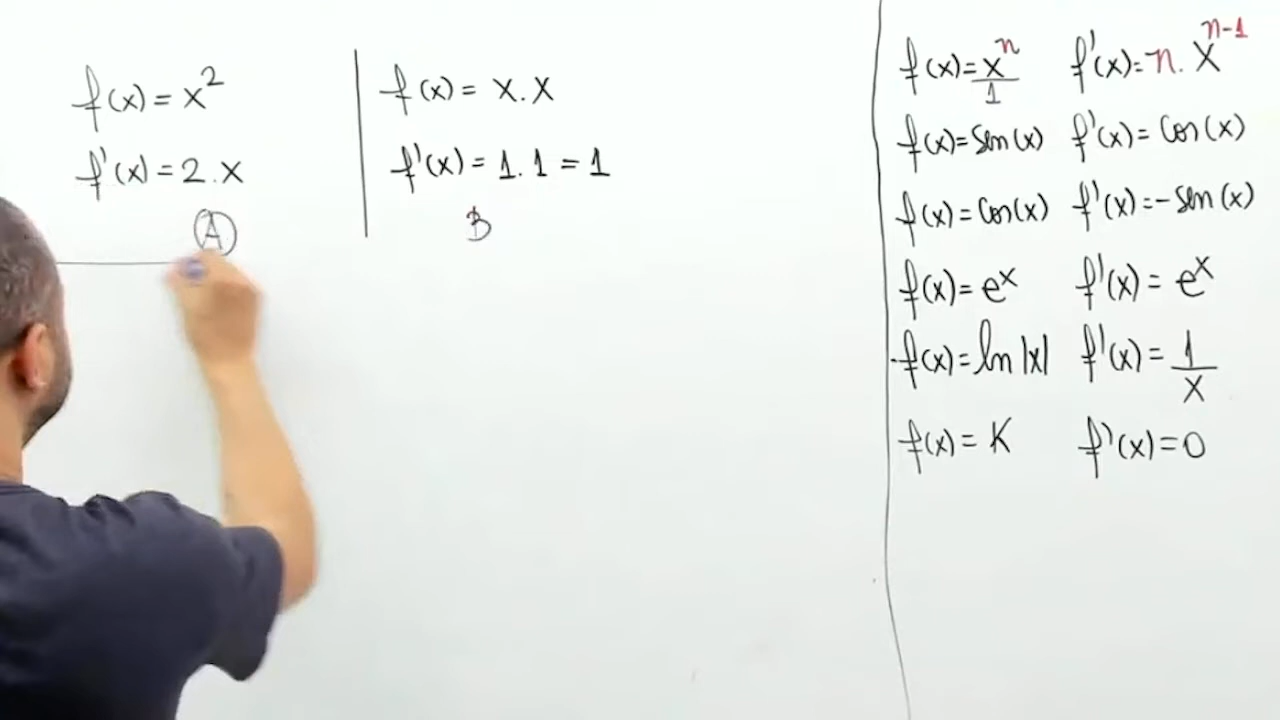 f(x) = x²
f'(x) = 2.x
A
f(x) = x.x
f'(x) = 1.1 = 1
B
f(x) = xⁿ/1 f'(x) = n.xⁿ⁻¹
f(x) = Sen(x) f'(x) = Cos(x)
f(x) = Cos(x) f'(x) = -Sen(x)
f(x) = eˣ f'(x) = eˣ
f(x) = ln|x| f'(x) = 1/x
f(x) = K f'(x) = 0